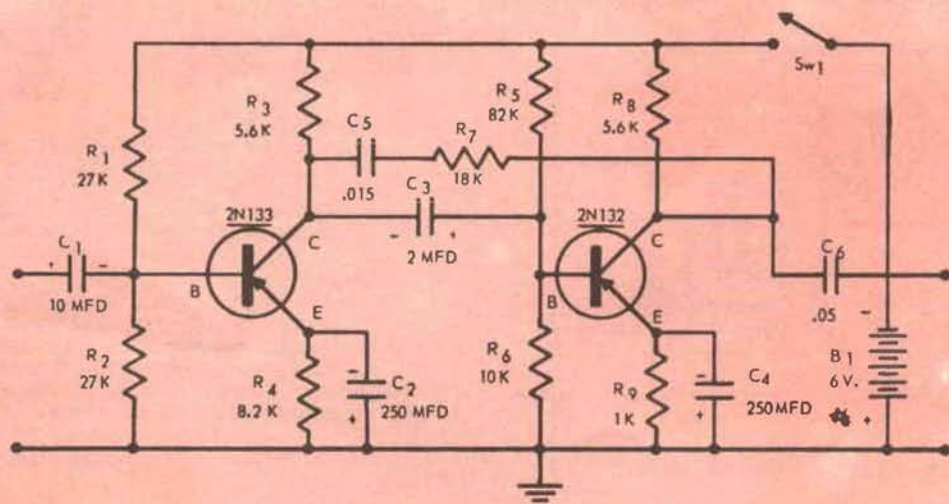 Sw1
R3
5.6K
R5
82K
R8
5.6K
C5
R7
R1
27K
.015
18K
C3
2N133
2N132
C1
C
- +
C
C6
+ -
2 MFD
10 MFD
B
B
.05
-
E
E
R2
27K
R4
8.2 K
-
C2
+
250 MFD
R6
10K
R9
1K
-
C4
+
250MFD
B1
6V.
+